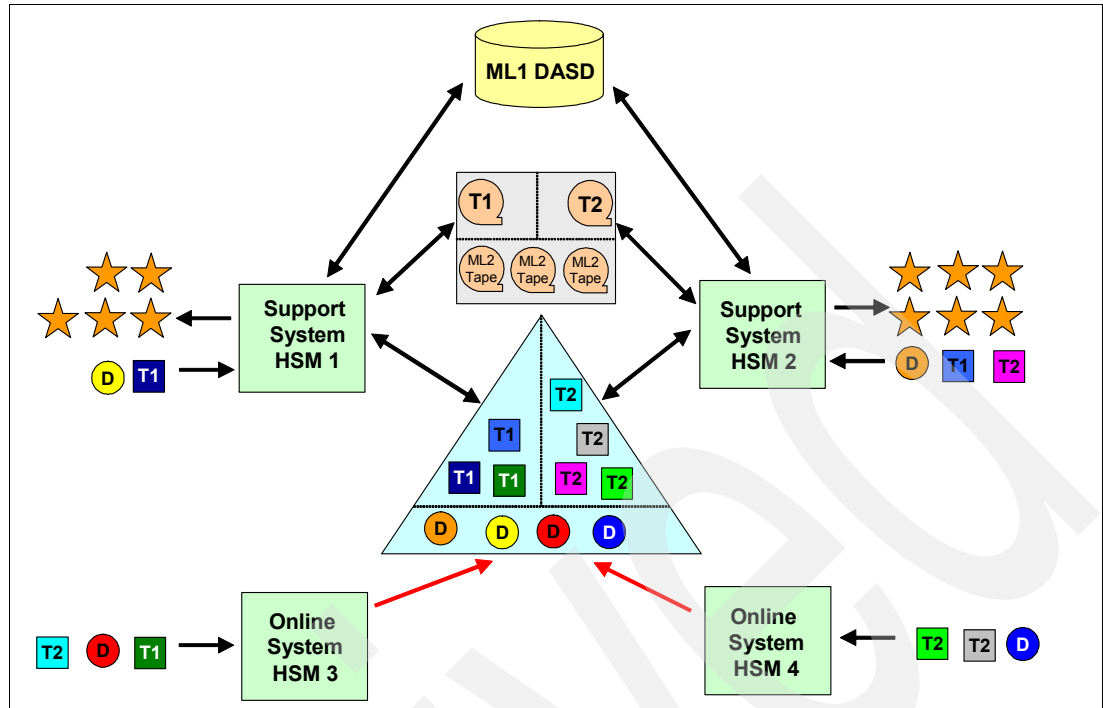 ML1 DASD
T1
T2
ML2
Tape
ML2
Tape
ML2
Tape
Support
System
HSM 1
D
T1
Support
System
HSM 2
D
T1
T2
T2
T1
T2
T1
T1
T2
T2
D
D
D
D
Online
System
HSM 3
T2
D
T1
Online
System
HSM 4
T2
T2
D